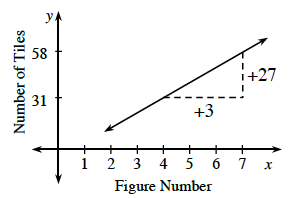 y
Number of Tiles
58
31
+27
+3
1 2 3 4 5 6 7 x
Figure Number